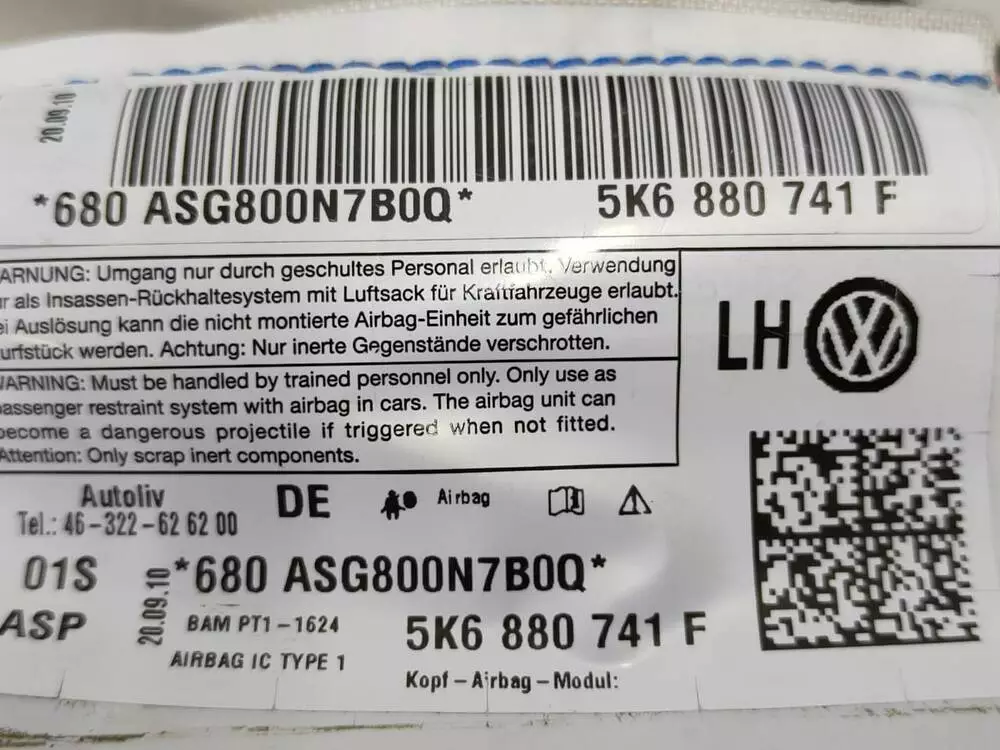 20.09.10
*680 ASG800N7B0Q* 5K6 880 741 F
ARNUNG: Umgang nur durch geschultes Personal erlaubt. Verwendung
ur als Insassen-Rückhaltesystem mit Luftsack für Kraftfahrzeuge erlaubt.
ei Auslösung kann die nicht montierte Airbag-Einheit zum gefährlichen
urfstück werden. Achtung: Nur inerte Gegenstände verschrotten.
LH
ARNING: Must be handled by trained personnel only. Only use as
passenger restraint system with airbag in cars. The airbag unit can
become a dangerous projectile if triggered when not fitted.
Attention: Only scrap inert components.
Autoliv DE Airbag
Tel.: 46-322-62 62 00
01S *680 ASG800N7B0Q*
20.09.10
ASP BAM PT1-1624 5K6 880 741 F
AIRBAG IC TYPE 1
Kopf-Airbag-Modul: